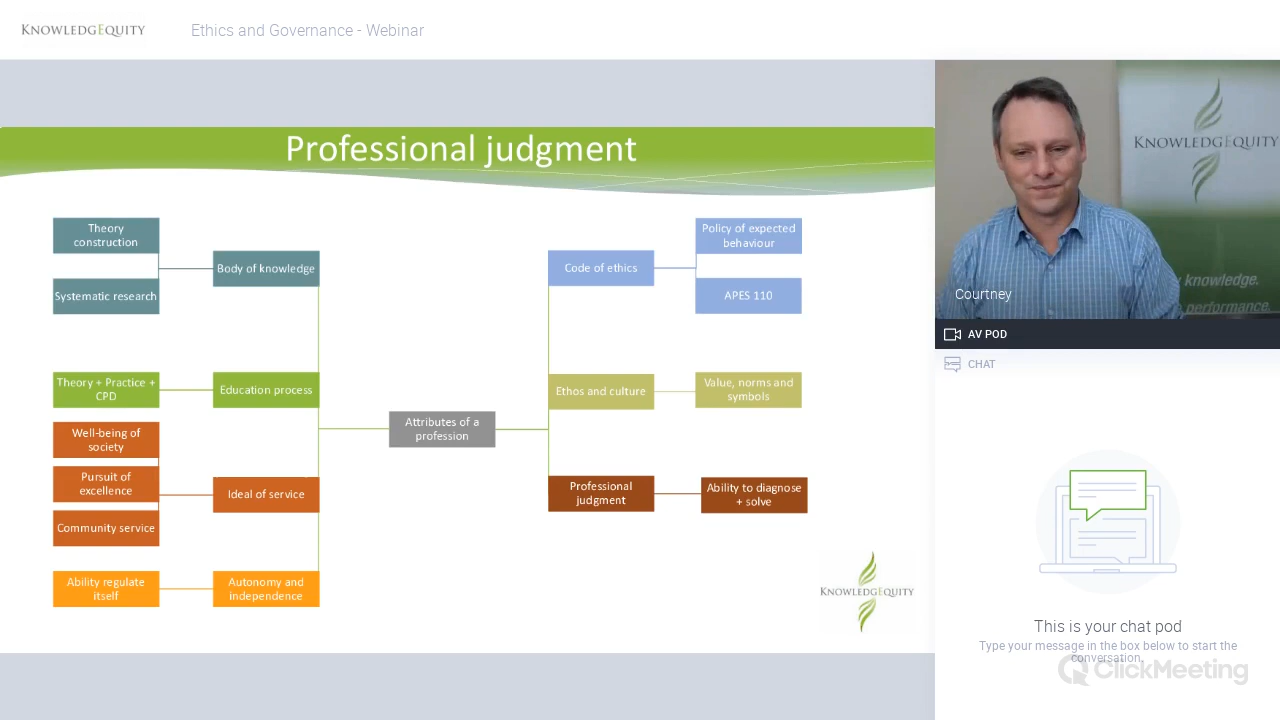 KNOWLEDGEQUITY
Ethics and Governance - Webinar
Professional judgment
Theory
construction
Systematic research
Body of knowledge
Theory + Practice +
CPD
Education process
Well-being of
society
Pursuit of
excellence
Community service
Ideal of service
Ability regulate
itself
Autonomy and
independence
Attributes of a
profession
Code of ethics
Policy of expected
behaviour
APES 110
Ethos and culture
Value, norms and
symbols
Professional
judgment
Ability to diagnose
+ solve
KNOWLEDGEQUITY
KNOWLEDGEQUITY
knowledge.
performance.
Courtney
AV POD
CHAT
This is your chat pod
Type your message in the box below to start the
conversation.
ClickMeeting